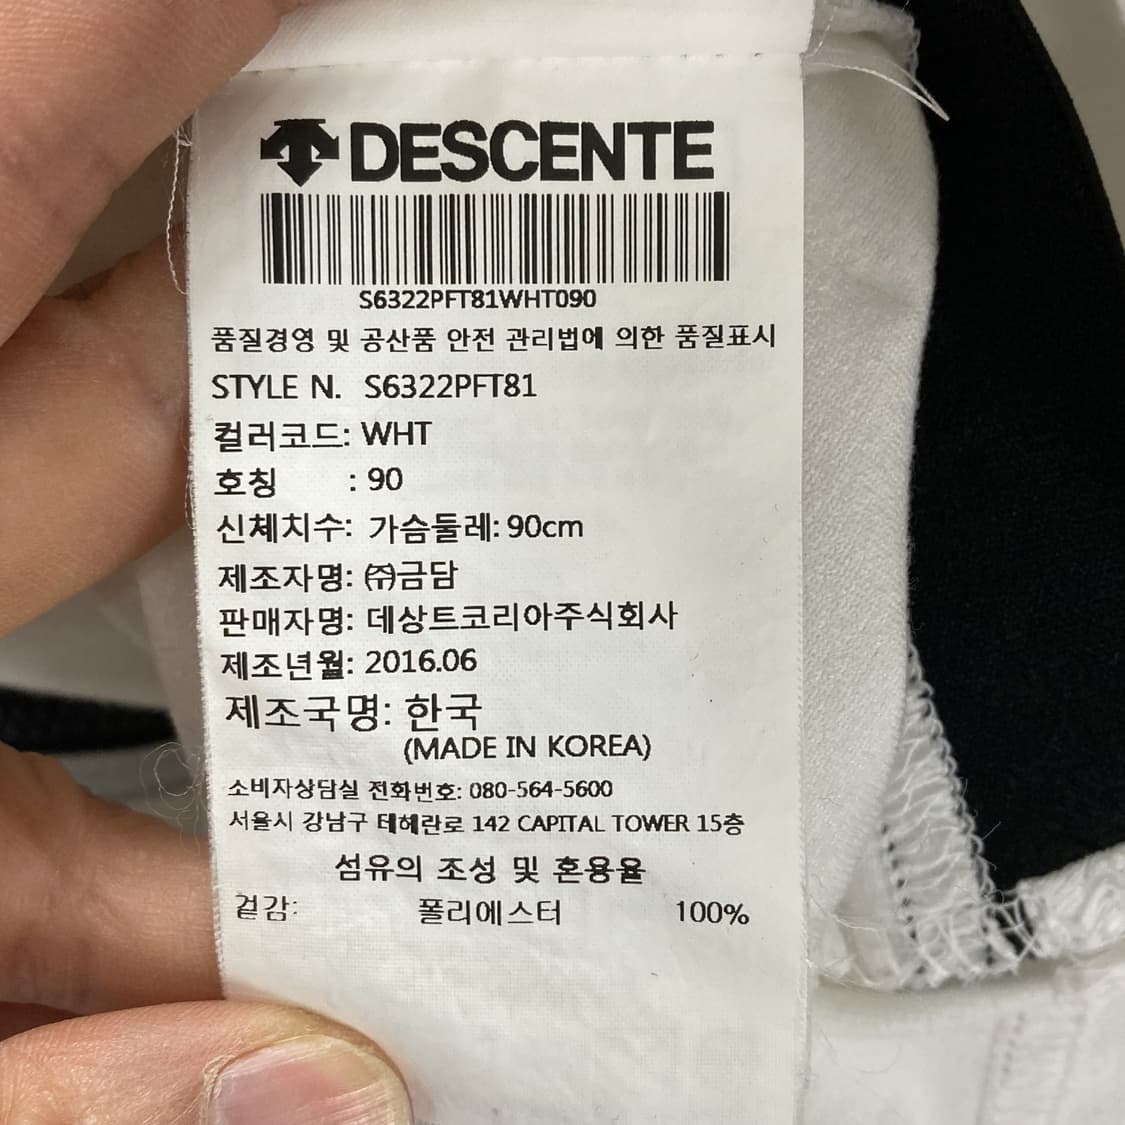 DESCENTE
S6322PFT81WHT090
품질경영 및 공산품 안전 관리법에 의한 품질표시
STYLE N. S6322PFT81
컬러코드: WHT
호칭 : 90
신체치수: 가슴둘레: 90cm
제조자명: ㈜금담
판매자명: 데상트코리아주식회사
제조년월: 2016.06
제조국명: 한국
(MADE IN KOREA)
소비자상담실 전화번호: 080-564-5600
서울시 강남구 테헤란로 142 CAPITAL TOWER 15층
섬유의 조성 및 혼용율
겉감: 폴리에스터 100%